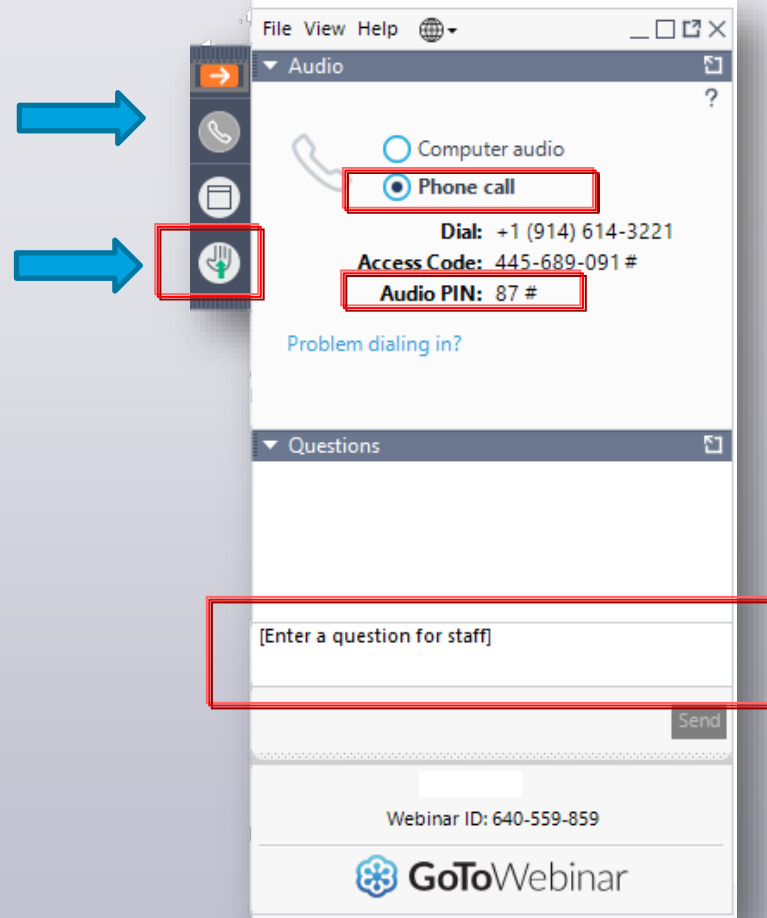 File View Help
Audio
?
Computer audio
Phone call
Dial: +1 (914) 614-3221
Access Code: 445-689-091 #
Audio PIN: 87 #
Problem dialing in?
Questions
[Enter a question for staff]
Send
Webinar ID: 640-559-859
GoToWebinar